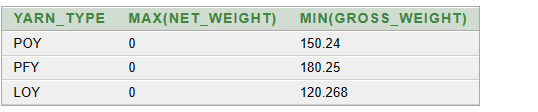 YARN_TYPE MAX(NET_WEIGHT) MIN(GROSS_WEIGHT)
POY 0 150.24
PFY 0 180.25
LOY 0 120.268